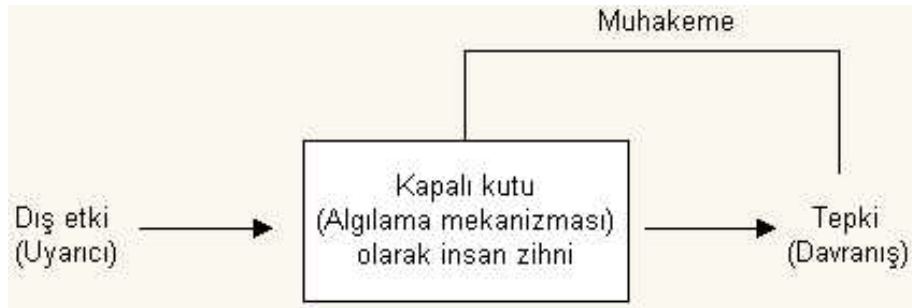 Muhakeme
Kapalı kutu
(Algılama mekanizması)
olarak insan zihni
Dış etki
(Uyarıcı)
Tepki
(Davranış)